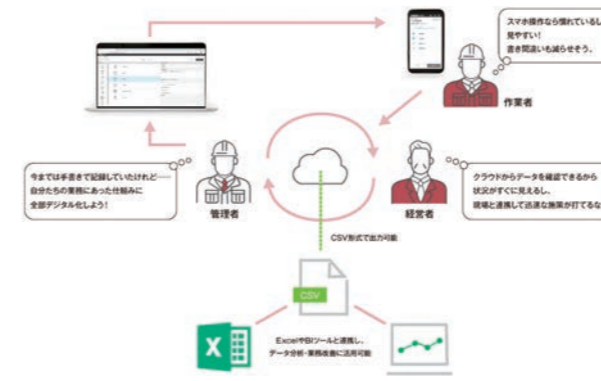 スマホ操作なら慣れているし
見やすい！
書き間違いも減らせそう。
作業者
今までは手書きで記録していたけれど……
自分たちの業務にあった仕組みに
全部デジタル化しよう！
管理者
経営者
クラウドからデータを確認できるから
状況がすぐに見えるし、
現場と連携して迅速な施策が打てるな
CSV形式で出力可能
CSV
X
ExcelやBIツールと連携し、
データ分析・業務改善に活用可能